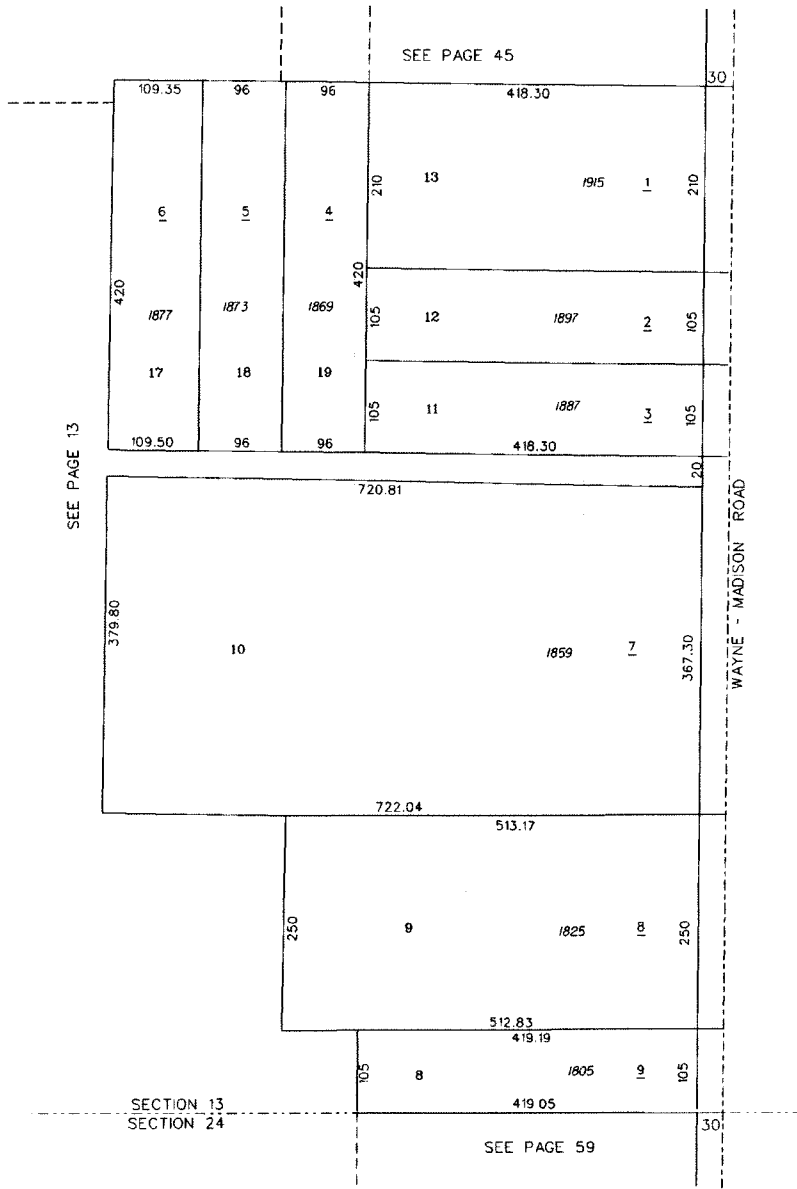 SEE PAGE 45
30
109.35 96 96 418.30
210 13 1915 1 210
6 5 4
420 1877 1873 1869 420
105 12 1897 2 105
17 18 19
105 11 1887 3 105
109.50 96 96 418.30
SEE PAGE 13
20
720.81
WAYNE - MADISON ROAD
379.80 10 1859 7 367.30
722.04
513.17
250 9 1825 8 250
512.83
419.19
105 8 1805 9 105
SECTION 13 419 05
SECTION 24 30
SEE PAGE 59